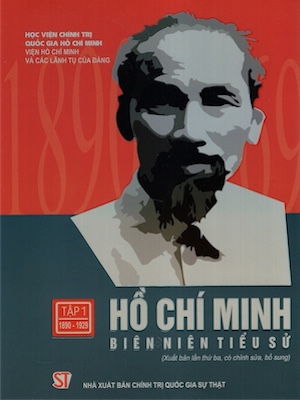 HỌC VIỆN CHÍNH TRỊ
QUỐC GIA HỒ CHÍ MINH
VIỆN HỒ CHÍ MINH
VÀ CÁC LÃNH TỤ CỦA ĐẢNG
1890
69
TẬP 1
1890 - 1929
HỒ CHÍ MINH
BIÊN NIÊN TIỂU SỬ
(Xuất bản lần thứ ba, có chỉnh sửa, bổ sung)
ST
NHÀ XUẤT BẢN CHÍNH TRỊ QUỐC GIA SỰ THẬT